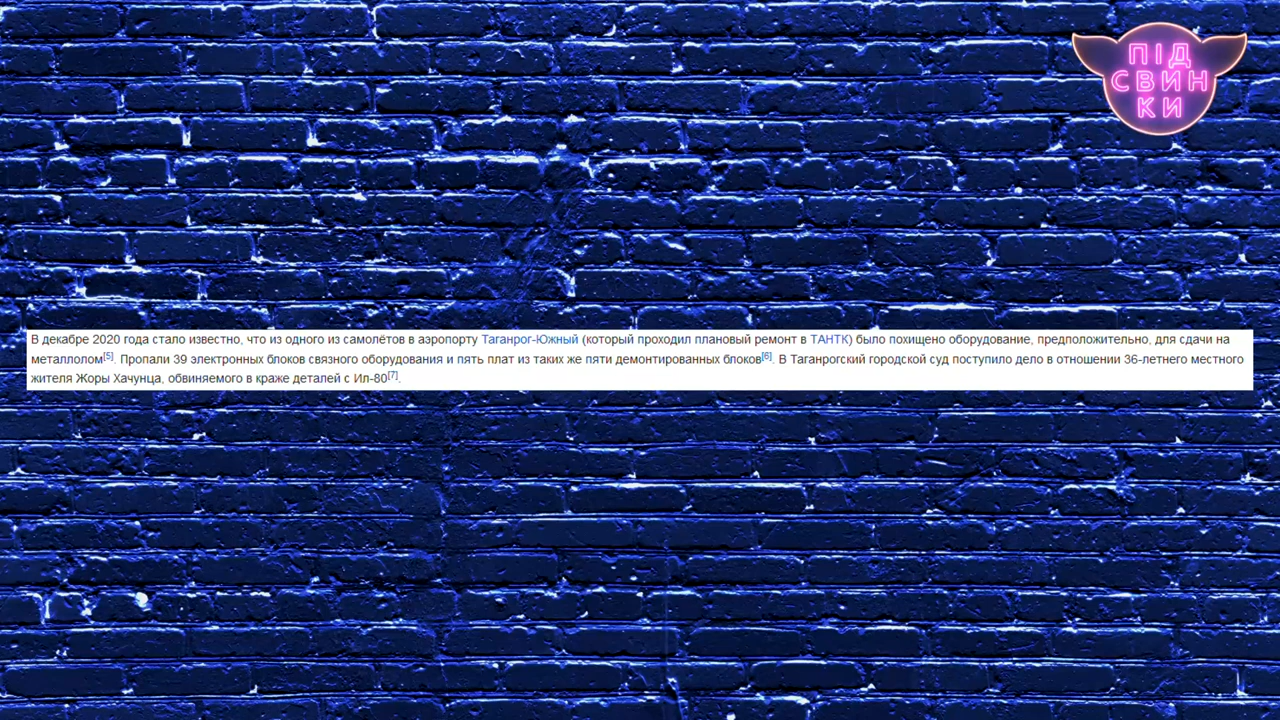 ПІД
СВИН
КИ
В декабре 2020 года стало известно, что из одного из самолётов в аэропорту Таганрог-Южный (который проходил плановый ремонт в ТАНТК) было похищено оборудование, предположительно, для сдачи на
металлолом[5]. Пропали 39 электронных блоков связного оборудования и пять плат из таких же пяти демонтированных блоков[6]. В Таганрогский городской суд поступило дело в отношении 36-летнего местного
жителя Жоры Хачунца, обвиняемого в краже деталей с Ил-80[7].